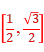 [1/2, √3/2]